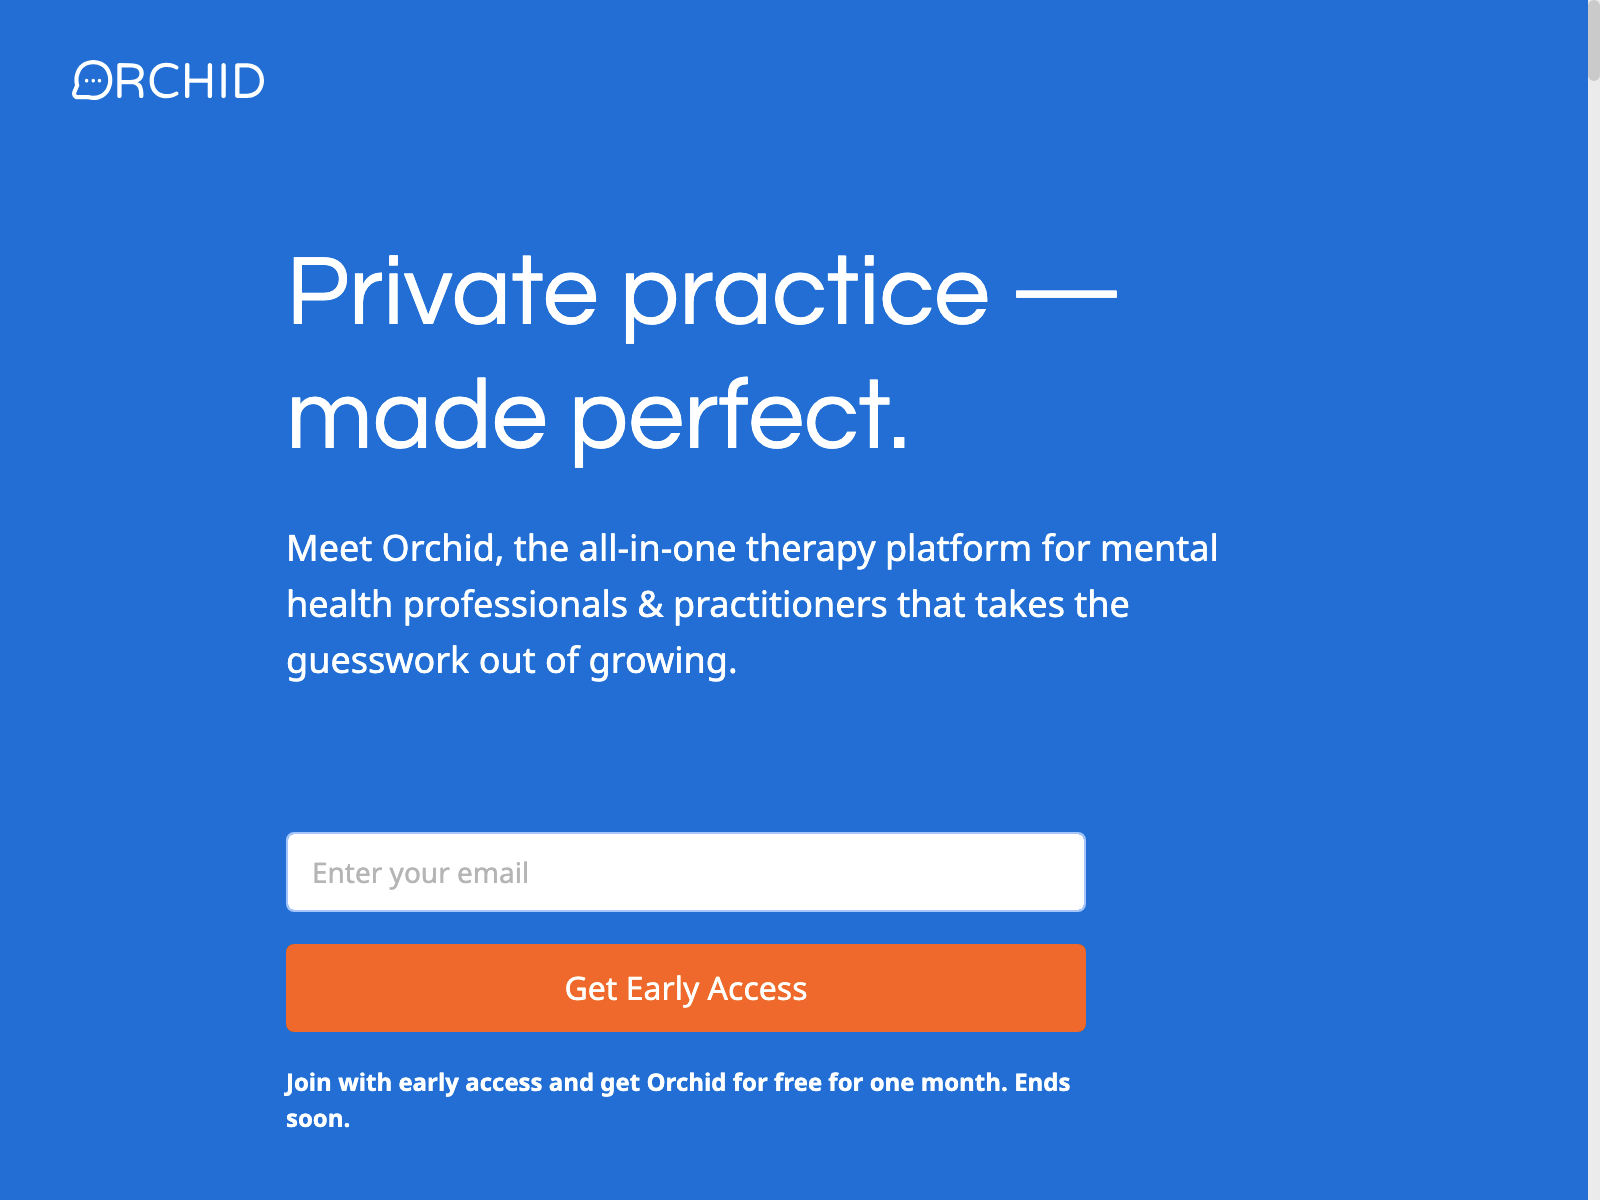 ORCHID
Private practice —
made perfect.
Meet Orchid, the all-in-one therapy platform for mental
health professionals & practitioners that takes the
guesswork out of growing.
Enter your email
Get Early Access
Join with early access and get Orchid for free for one month. Ends
soon.